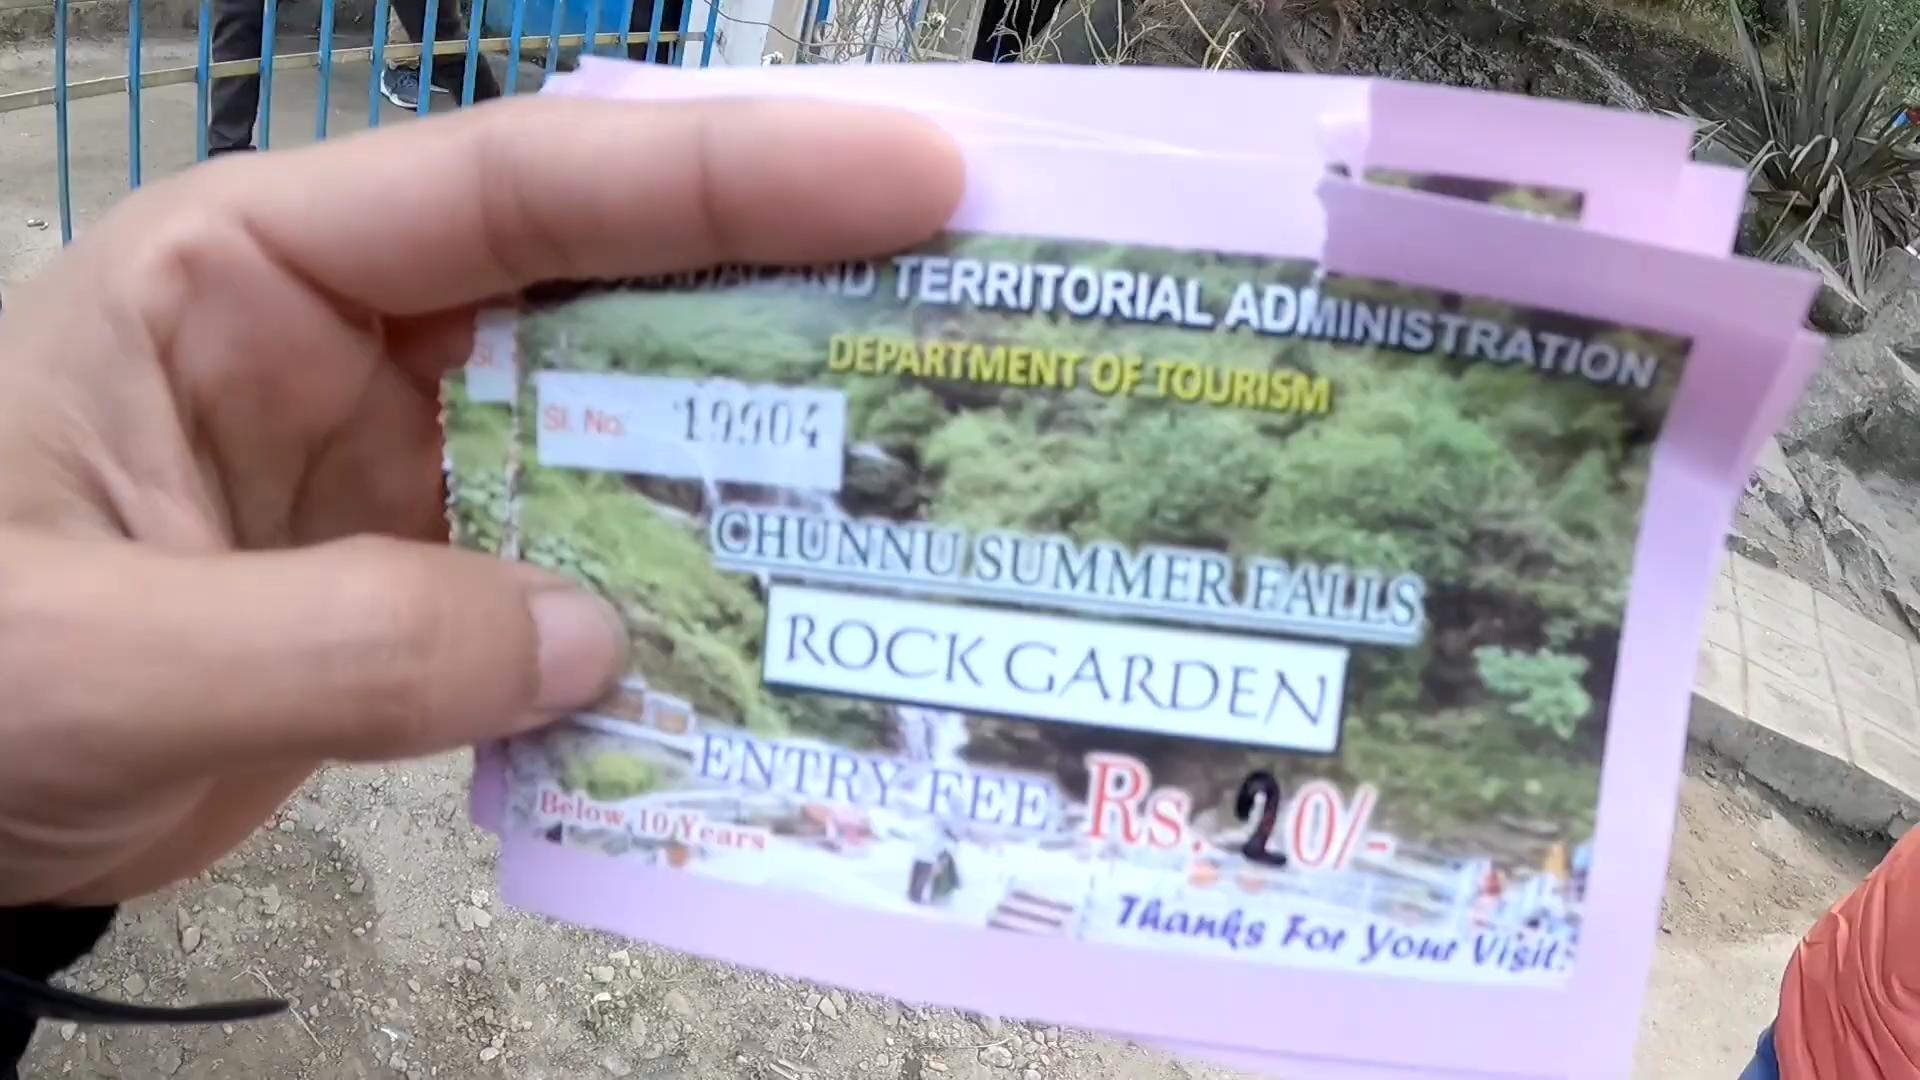 TERRITORIAL ADMINISTRATION
DEPARTMENT OF TOURISM
Sl. No. 19904
CHUNNU SUMMER FALLS
ROCK GARDEN
ENTRY FEE Rs. 20/-
Below 10 Years
Thanks For Your Visit.